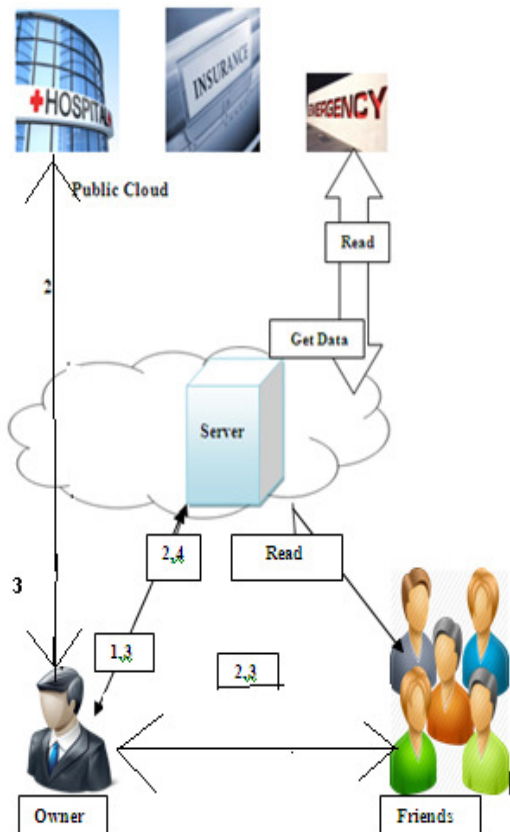 +HOSPITAL
INSURANCE
EMERGENCY
Public Cloud
Read
2
Get Data
Server
2,4
Read
3
1,3
2,3
Owner
Friends